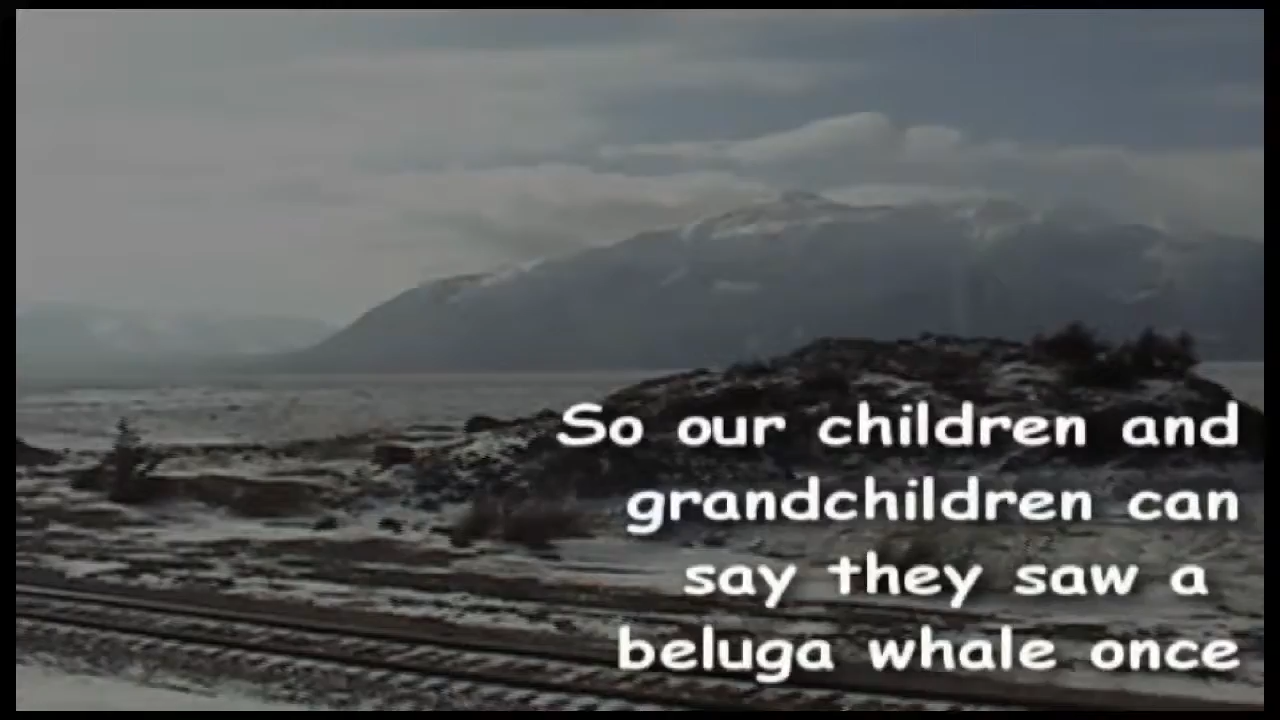 So our children and
grandchildren can
say they saw a
beluga whale once